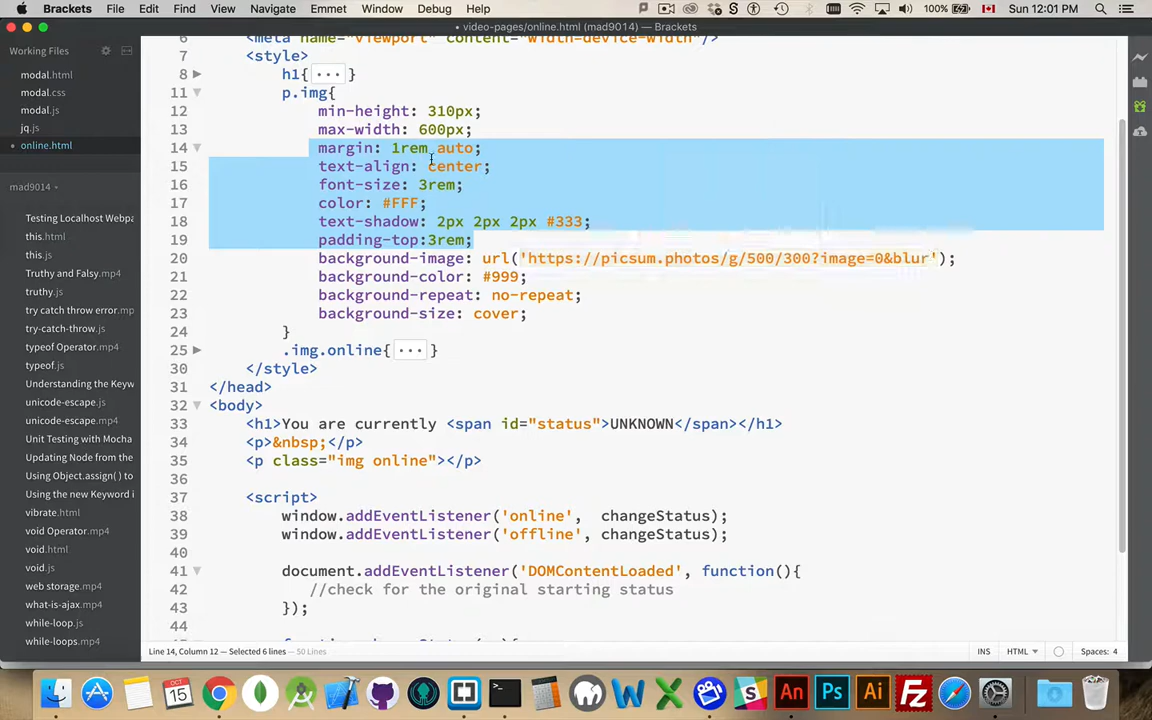 Brackets File Edit Find View Navigate Emmet Window Debug Help 100% Sun 12:01 PM
• video-pages/online.html (mad9014) — Brackets
Working Files
modal.html
modal.css
modal.js
jq.js
online.html
mad9014
Testing Localhost Webpa
this.html
this.js
Truthy and Falsy.mp4
truthy.js
try catch throw error.mp
try-catch-throw.js
typeof Operator.mp4
typeof.js
Understanding the Keyw
unicode-escape.js
unicode-escape.mp4
Unit Testing with Mocha
Updating Node from the
Using Object.assign( ) to
Using the new Keyword i
vibrate.html
void Operator.mp4
void.html
void.js
web storage.mp4
what-is-ajax.mp4
while-loop.js
while-loops.mp4
6 <meta name="viewport" content="width=device-width"/>
7 <style>
8 h1{...}
11 p.img{
12 min-height: 310px;
13 max-width: 600px;
14 margin: 1rem auto;
15 text-align: center;
16 font-size: 3rem;
17 color: #FFF;
18 text-shadow: 2px 2px 2px #333;
19 padding-top:3rem;
20 background-image: url('https://picsum.photos/g/500/300?image=0&blur');
21 background-color: #999;
22 background-repeat: no-repeat;
23 background-size: cover;
24 }
25 .img.online{...}
30 </style>
31 </head>
32 <body>
33 <h1>You are currently <span id="status">UNKNOWN</span></h1>
34 <p>&nbsp;</p>
35 <p class="img online"></p>
36
37 <script>
38 window.addEventListener('online', changeStatus);
39 window.addEventListener('offline', changeStatus);
40
41 document.addEventListener('DOMContentLoaded', function(){
42 //check for the original starting status
43 });
44
Line 14, Column 12 — Selected 6 lines — 50 Lines INS HTML Spaces: 4
OCT
15
W
X
An
Ps
Ai
Fz